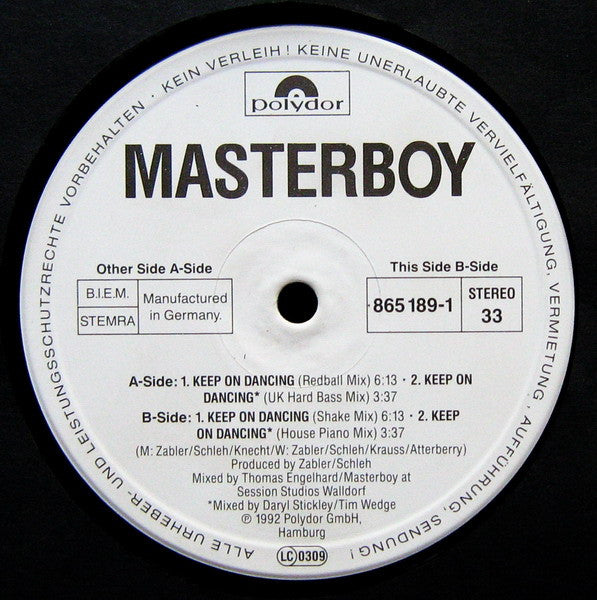 ALLE URHEBER- UND LEISTUNGSSCHUTZRECHTE VORBEHALTEN · KEIN VERLEIH! KEINE UNERLAUBTE VERVIELFÄLTIGUNG, VERMIETUNG, AUFFÜHRUNG, SENDUNG!
polydor
MASTERBOY
Other Side A-Side
B.I.E.M.
STEMRA
Manufactured
in Germany.
This Side B-Side
865 189-1
STEREO
33
A-Side: 1. KEEP ON DANCING (Redball Mix) 6:13 · 2. KEEP ON
DANCING* (UK Hard Bass Mix) 3:37
B-Side: 1. KEEP ON DANCING (Shake Mix) 6:13 · 2. KEEP
ON DANCING* (House Piano Mix) 3:37
(M: Zabler/Schleh/Knecht/W: Zabler/Schleh/Krauss/Atterberry)
Produced by Zabler/Schleh
Mixed by Thomas Engelhard/Masterboy at
Session Studios Walldorf
*Mixed by Daryl Stickley/Tim Wedge
℗ 1992 Polydor GmbH,
Hamburg
LC 0309